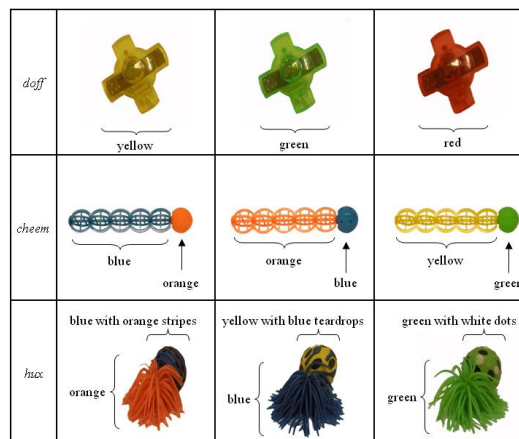 doff
yellow
green
red
cheem
blue
orange
orange
blue
yellow
green
hux
blue with orange stripes
orange
yellow with blue teardrops
blue
green with white dots
green